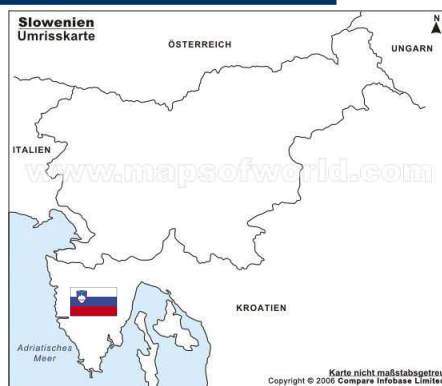 Slowenien
Umrisskarte
N
ÖSTERREICH
UNGARN
ITALIEN
www.mapsofworld.com
KROATIEN
Adriatisches
Meer
Karte nicht maßstabsgetreu
Copyright © 2006 Compare Infobase Limited